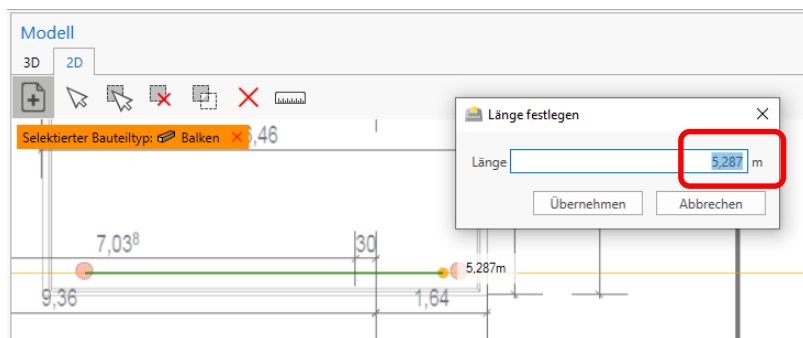 Modell
3D 2D
Selektierter Bauteiltyp: Balken
,46
Länge festlegen
Länge 5,287 m
Übernehmen Abbrechen
7,03⁸ 30
5,287m
9,36 1,64